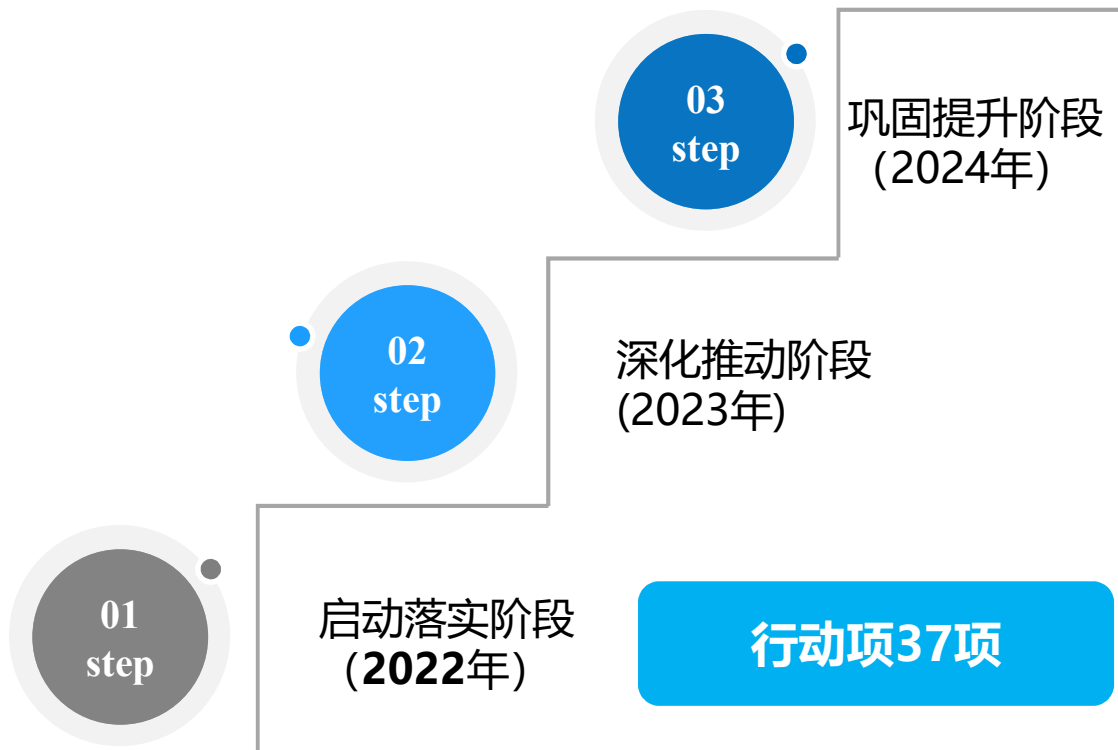 03
step
巩固提升阶段
（2024年）
02
step
深化推动阶段
(2023年)
01
step
启动落实阶段
（2022年）
行动项37项